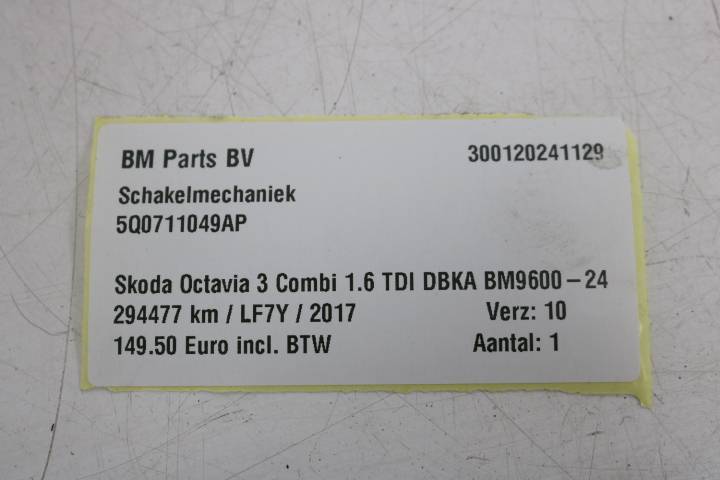 BM Parts BV 300120241129
Schakelmechaniek
5Q0711049AP
Skoda Octavia 3 Combi 1.6 TDI DBKA BM9600-24
294477 km / LF7Y / 2017 Verz: 10
149.50 Euro incl. BTW Aantal: 1